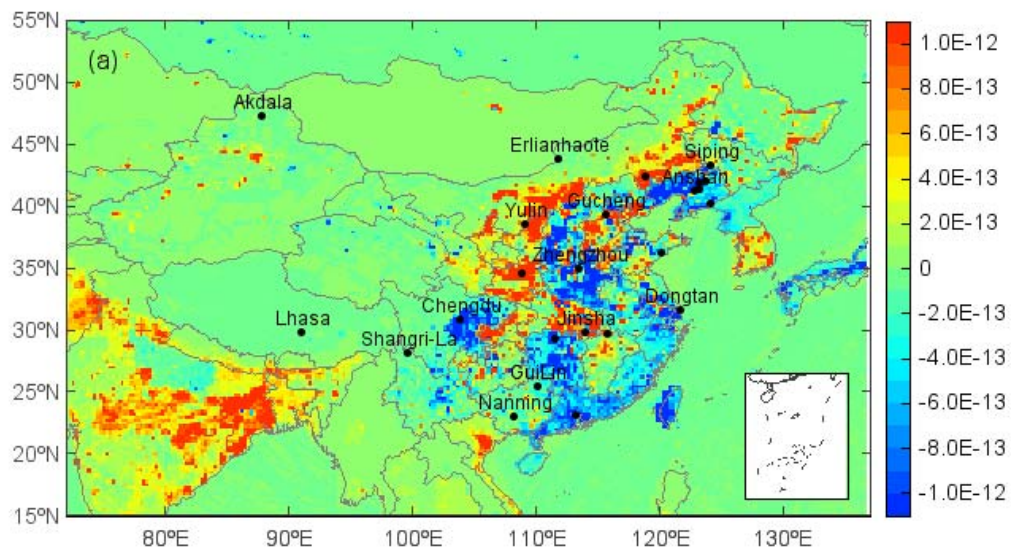 55ºN
50ºN
45ºN
40ºN
35ºN
30ºN
25ºN
20ºN
15ºN
(a)
Akdala
Erlianhaote
Siping
Anshan
Gucheng
Yulin
Zhengzhou
Chengdu
Dongtan
Lhasa
Jinsha
Shangri-La
GuiLin
Nanning
80ºE
90ºE
100ºE
110ºE
120ºE
130ºE
1.0E-12
8.0E-13
6.0E-13
4.0E-13
2.0E-13
0
-2.0E-13
-4.0E-13
-6.0E-13
-8.0E-13
-1.0E-12